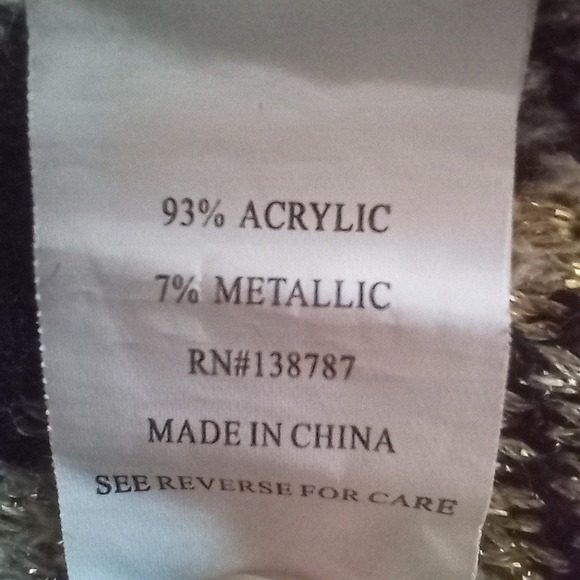 93% ACRYLIC
7% METALLIC
RN#138787
MADE IN CHINA
SEE REVERSE FOR CARE